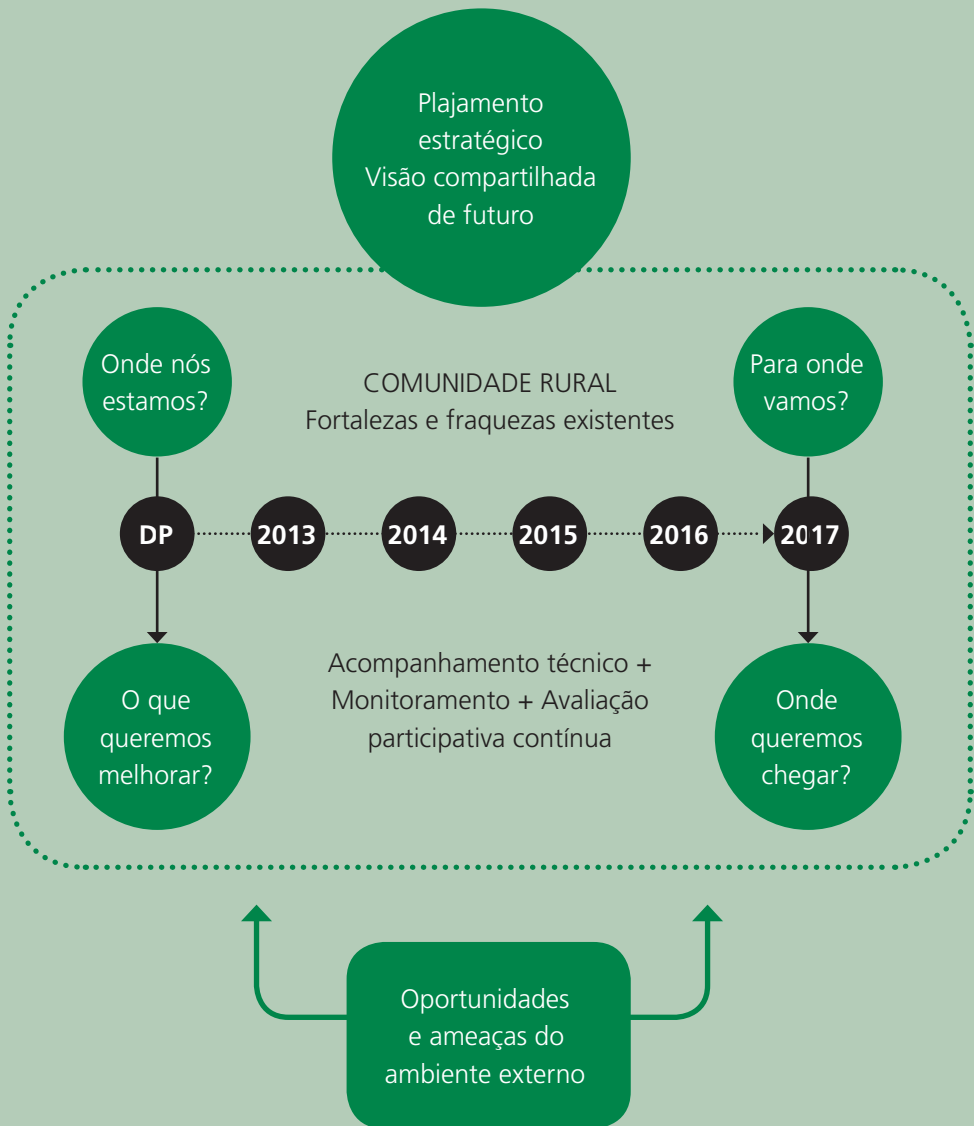 Plajamento
estratégico
Visão compartilhada
de futuro
Onde nós
estamos?
COMUNIDADE RURAL
Fortalezas e fraquezas existentes
Para onde
vamos?
DP
2013
2014
2015
2016
2017
O que
queremos
melhorar?
Acompanhamento técnico +
Monitoramento + Avaliação
participativa contínua
Onde
queremos
chegar?
Oportunidades
e ameaças do
ambiente externo